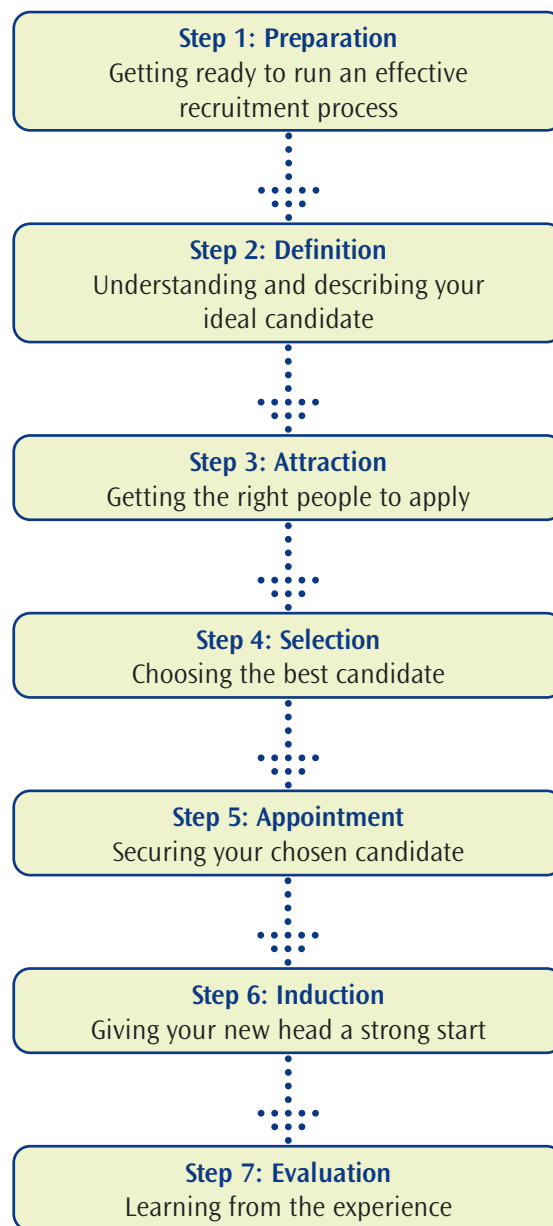 Step 1: Preparation
Getting ready to run an effective
recruitment process
Step 2: Definition
Understanding and describing your
ideal candidate
Step 3: Attraction
Getting the right people to apply
Step 4: Selection
Choosing the best candidate
Step 5: Appointment
Securing your chosen candidate
Step 6: Induction
Giving your new head a strong start
Step 7: Evaluation
Learning from the experience